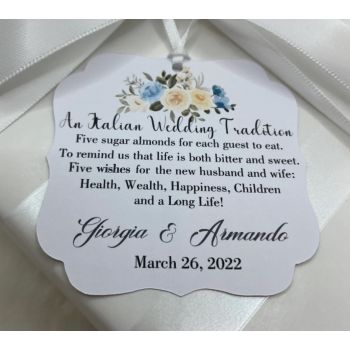 An Italian Wedding Tradition
Five sugar almonds for each guest to eat.
To remind us that life is both bitter and sweet.
Five wishes for the new husband and wife:
Health, Wealth, Happiness, Children
and a Long Life!
Giorgia & Armando
March 26, 2022